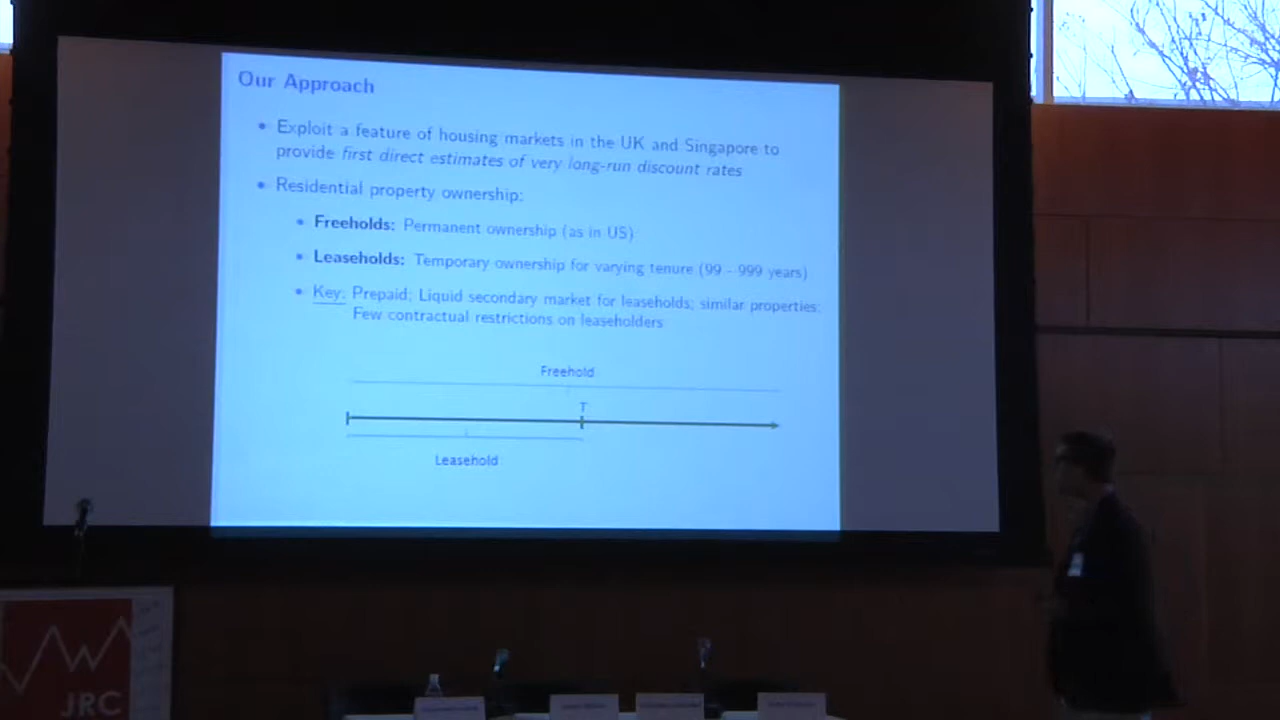 Our Approach
• Exploit a feature of housing markets in the UK and Singapore to
provide first direct estimates of very long-run discount rates
• Residential property ownership:
• Freeholds: Permanent ownership (as in US)
• Leaseholds: Temporary ownership for varying tenure (99 - 999 years)
• Key: Prepaid; Liquid secondary market for leaseholds; similar properties;
Few contractual restrictions on leaseholders
Freehold
T
Leasehold
JRC